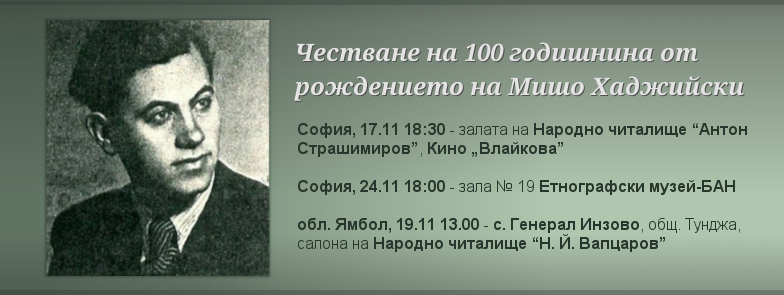 Честване на 100 годишнина от
рождението на Мишо Хаджийски
София, 17.11 18:30 - залата на Народно читалище “Антон
Страшимиров”, Кино „Влайкова”
София, 24.11 18:00 - зала № 19 Етнографски музей-БАН
обл. Ямбол, 19.11 13.00 - с. Генерал Инзово, общ. Тунджа,
салона на Народно читалище “Н. Й. Вапцаров”